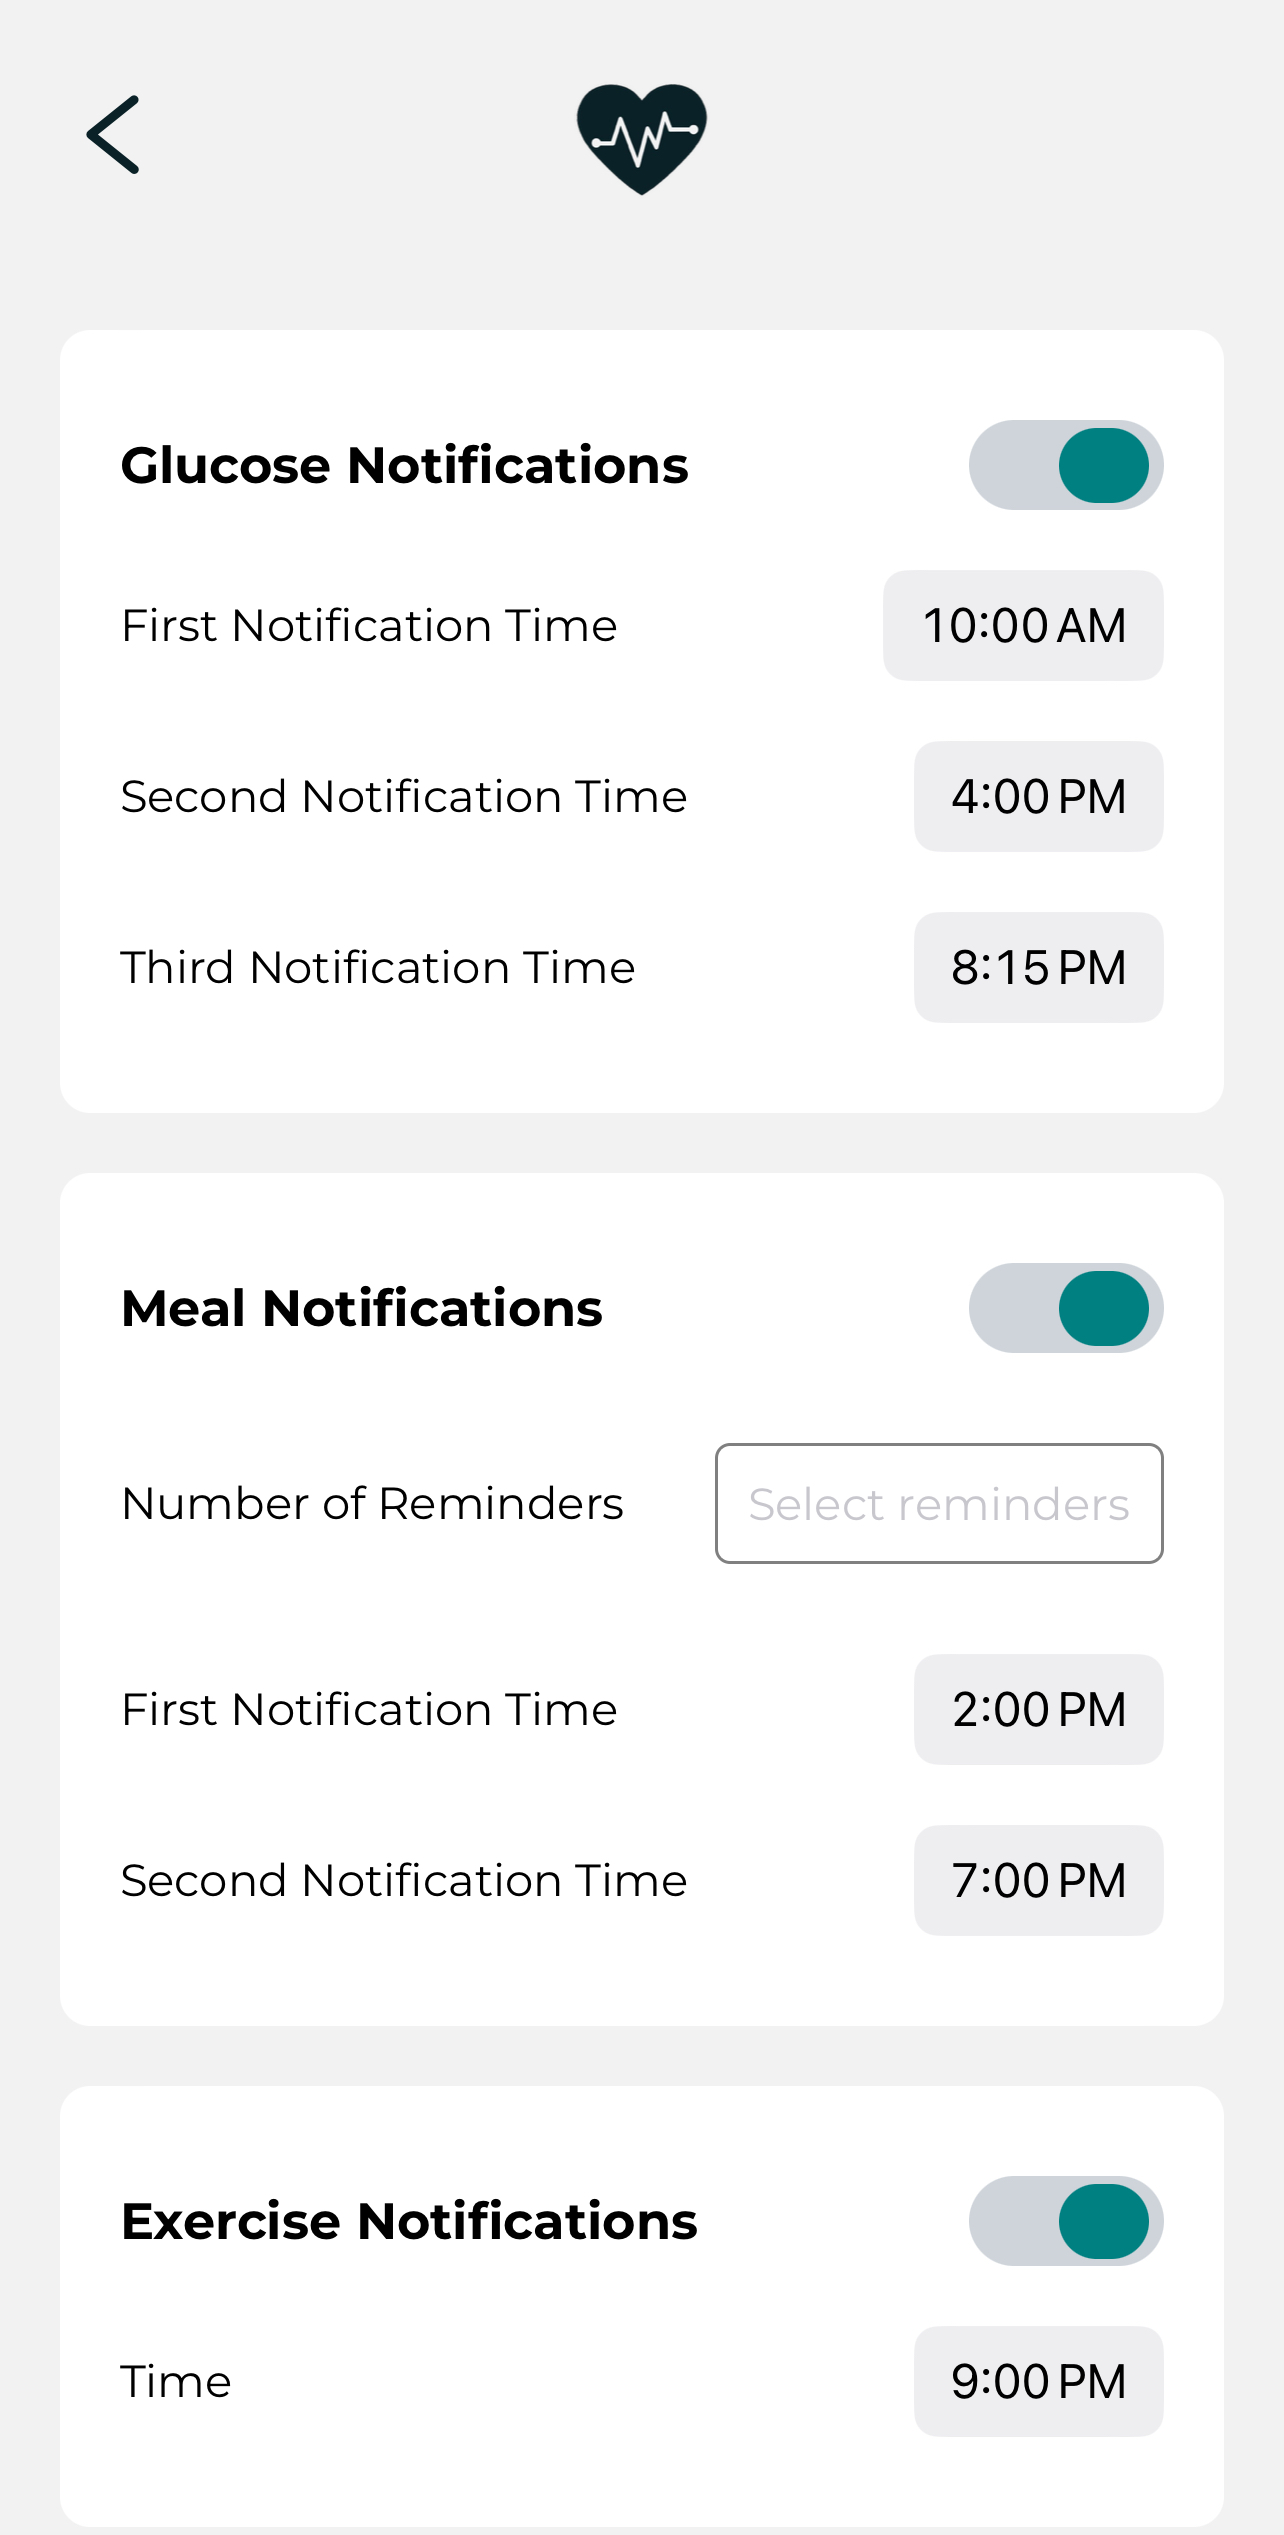 Glucose Notifications
First Notification Time 10:00 AM
Second Notification Time 4:00 PM
Third Notification Time 8:15 PM
Meal Notifications
Number of Reminders Select reminders
First Notification Time 2:00 PM
Second Notification Time 7:00 PM
Exercise Notifications
Time 9:00 PM